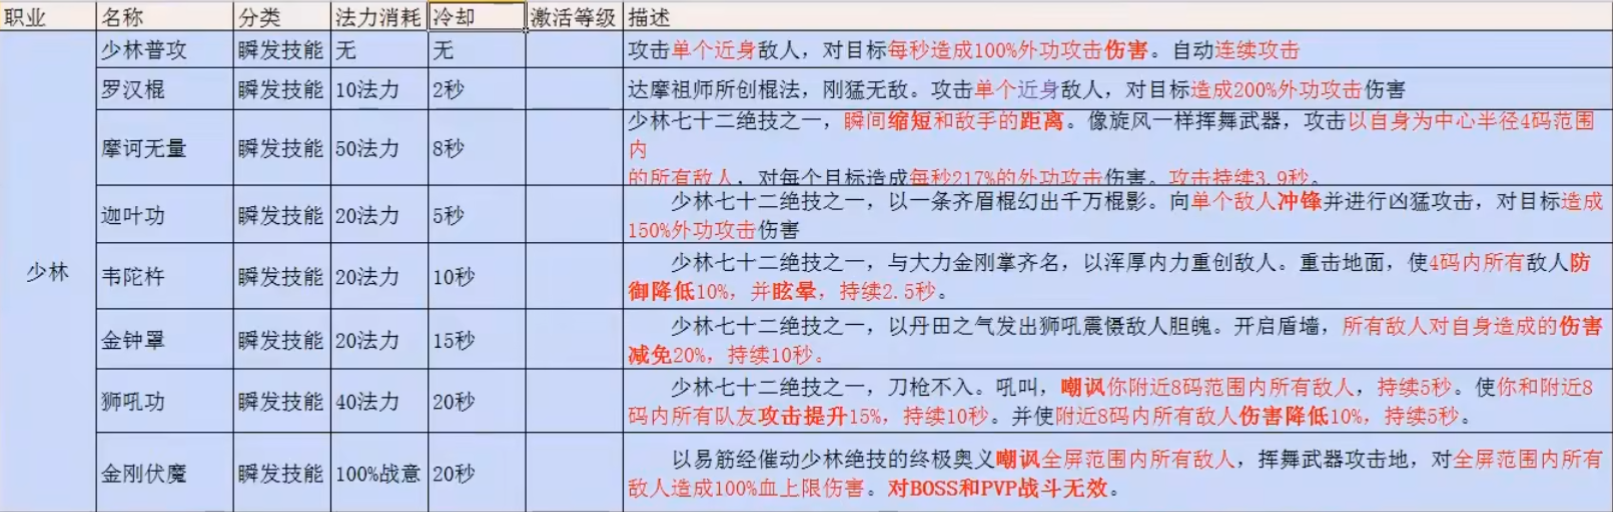 职业 名称 分类 法力消耗 冷却 激活等级 描述
少林
少林普攻 瞬发技能 无 无 攻击单个近身敌人，对目标每秒造成100%外功攻击伤害。自动连续攻击
罗汉棍 瞬发技能 10法力 2秒 达摩祖师所创棍法，刚猛无敌。攻击单个近身敌人，对目标造成200%外功攻击伤害
摩诃无量 瞬发技能 50法力 8秒 少林七十二绝技之一，瞬间缩短和敌手的距离。像旋风一样挥舞武器，攻击以自身为中心半径4码范围
内
的所有敌人，对每个目标造成每秒217%的外功攻击伤害。攻击持续3.9秒。
迦叶功 瞬发技能 20法力 5秒 少林七十二绝技之一，以一条齐眉棍幻出千万棍影。向单个敌人冲锋并进行凶猛攻击，对目标造成
150%外功攻击伤害
韦陀杵 瞬发技能 20法力 10秒 少林七十二绝技之一，与大力金刚掌齐名，以浑厚内力重创敌人。重击地面，使4码内所有敌人防
御降低10%，并眩晕，持续2.5秒。
金钟罩 瞬发技能 20法力 15秒 少林七十二绝技之一，以丹田之气发出狮吼震慑敌人胆魄。开启盾墙，所有敌人对自身造成的伤害
减免20%，持续10秒。
狮吼功 瞬发技能 40法力 20秒 少林七十二绝技之一，刀枪不入。吼叫，嘲讽你附近8码范围内所有敌人，持续5秒。使你和附近8
码内所有队友攻击提升15%，持续10秒。并使附近8码内所有敌人伤害降低10%，持续5秒。
金刚伏魔 瞬发技能 100%战意 20秒 以易筋经催动少林绝技的终极奥义嘲讽全屏范围内所有敌人，挥舞武器攻击地，对全屏范围内所有
敌人造成100%血上限伤害。对BOSS和PVP战斗无效。